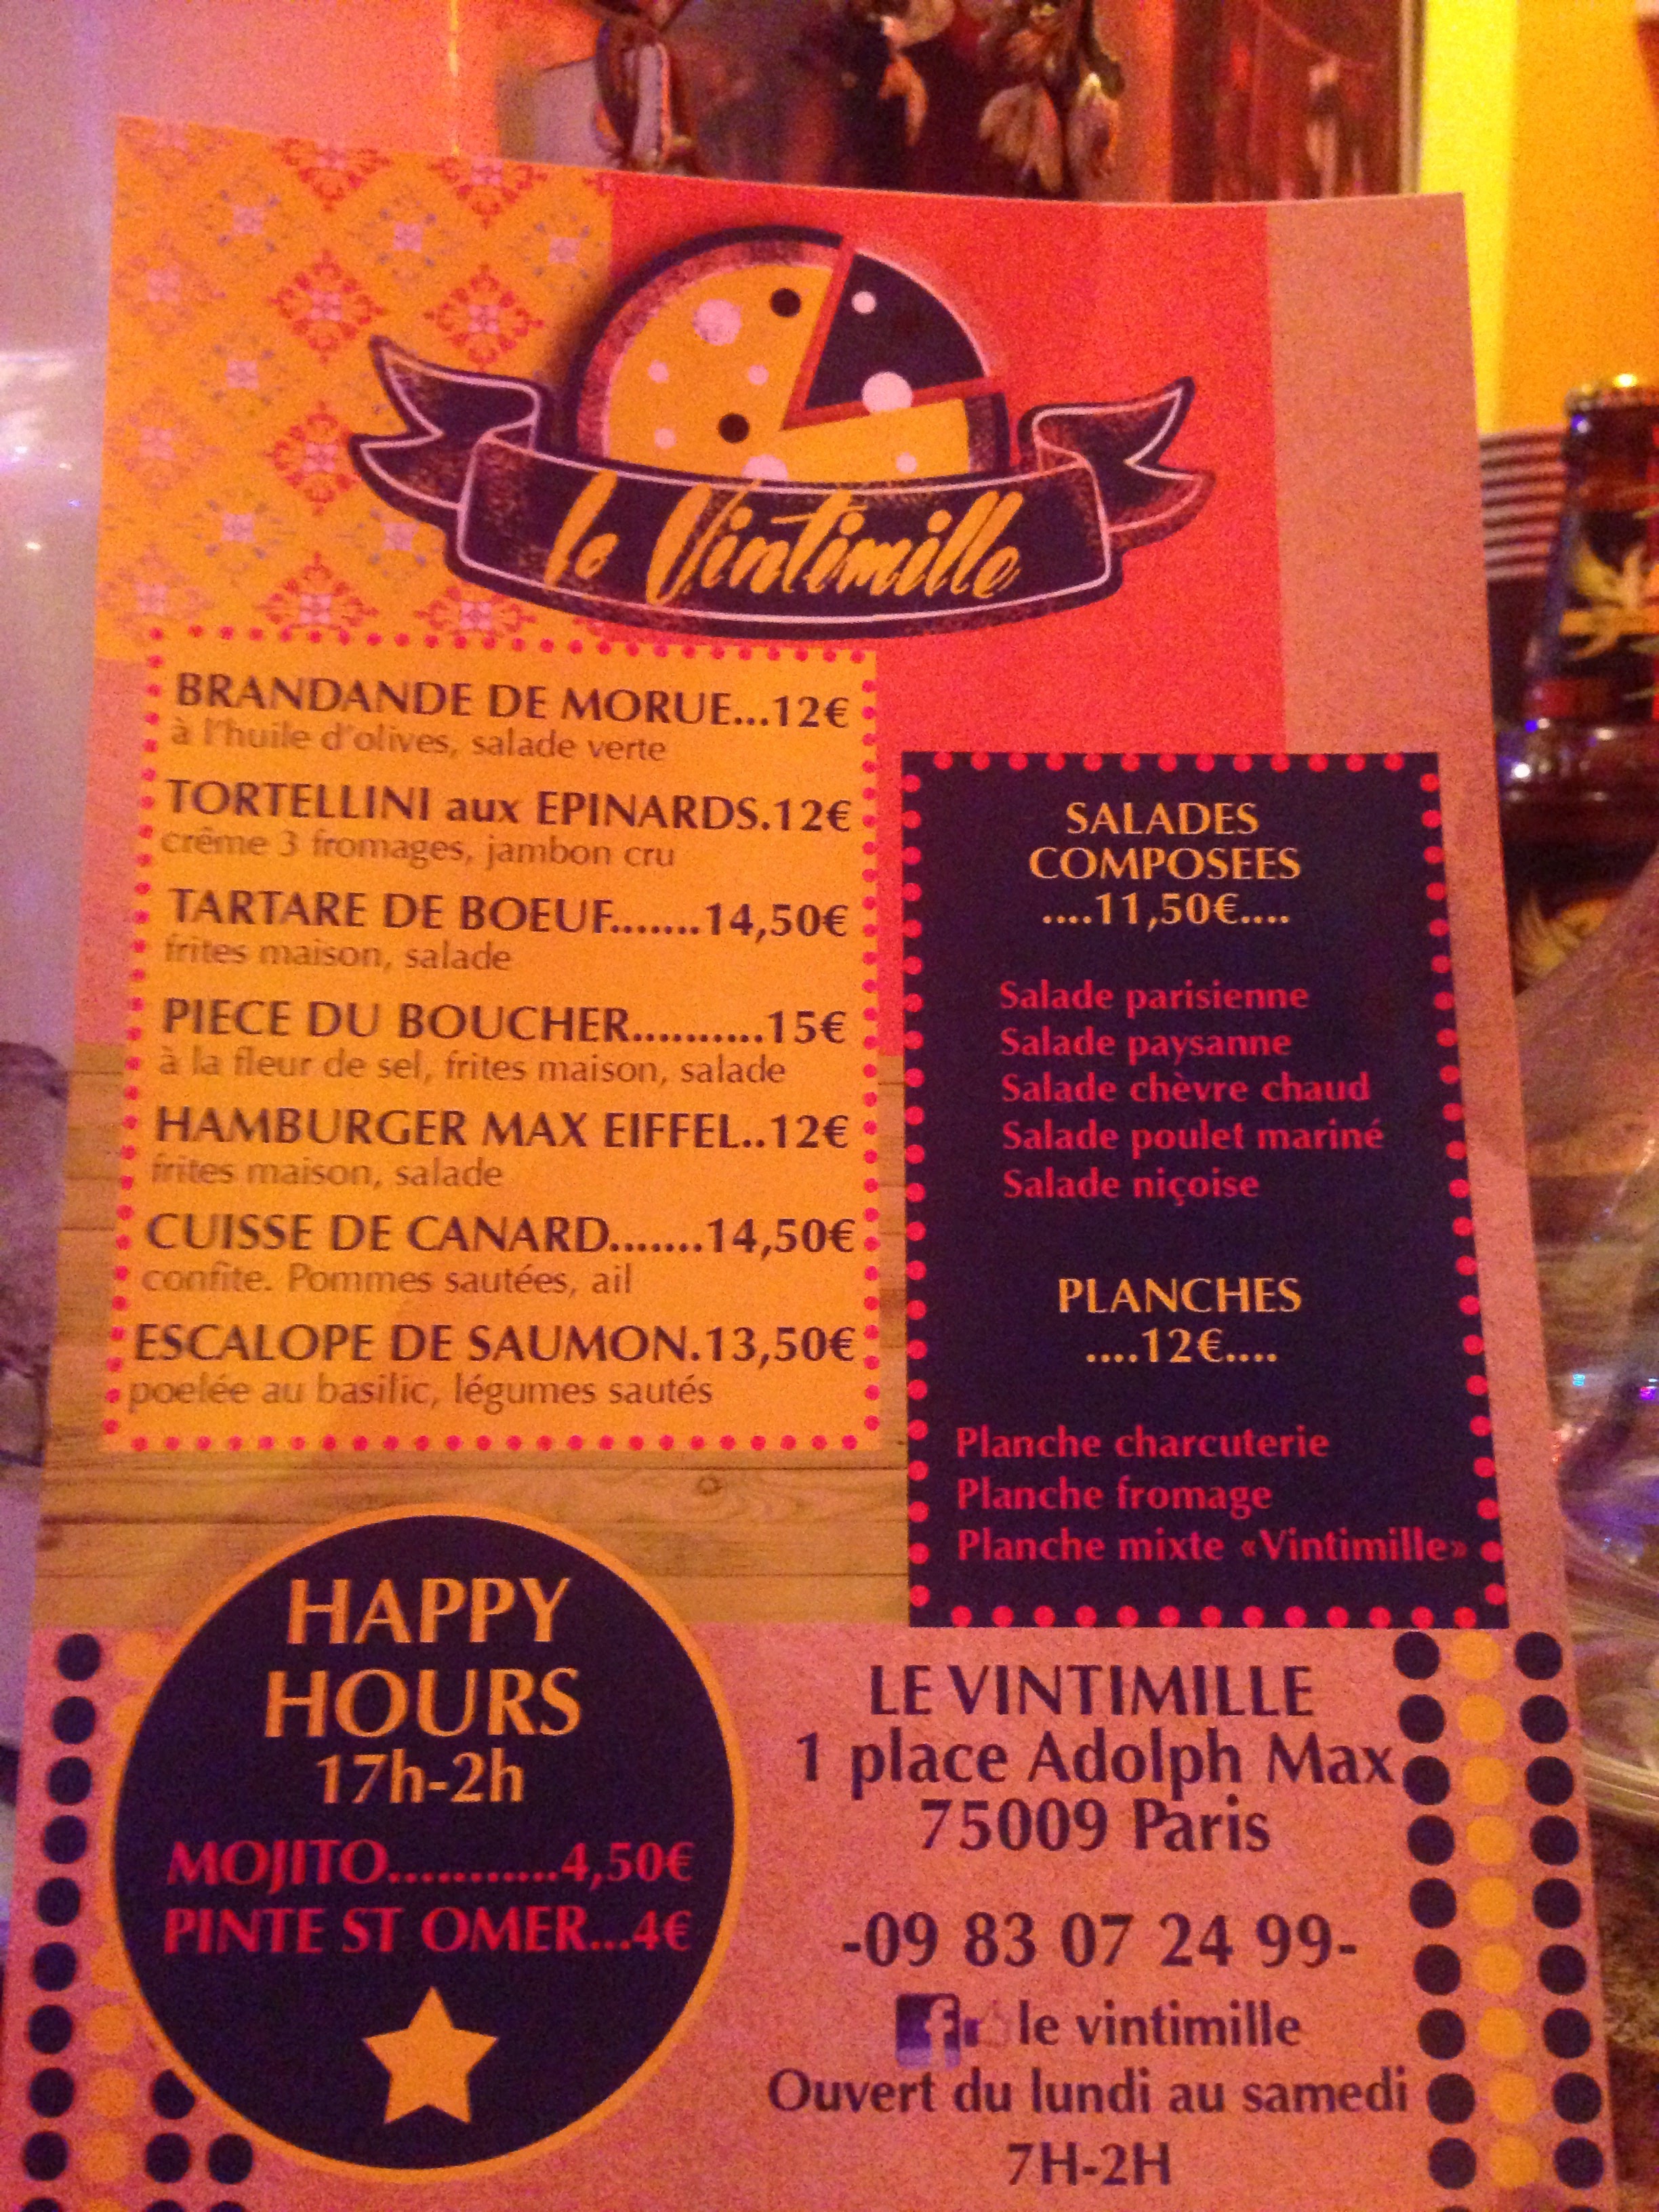 le Vintimille
BRANDANDE DE MORUE...12€
à l'huile d'olives, salade verte
TORTELLINI aux EPINARDS.12€
crême 3 fromages, jambon cru
TARTARE DE BOEUF.......14,50€
frites maison, salade
PIECE DU BOUCHER..........15€
à la fleur de sel, frites maison, salade
HAMBURGER MAX EIFFEL..12€
frites maison, salade
CUISSE DE CANARD.......14,50€
confite. Pommes sautées, ail
ESCALOPE DE SAUMON.13,50€
poelée au basilic, légumes sautés
SALADES
COMPOSEES
....11,50€....
Salade parisienne
Salade paysanne
Salade chèvre chaud
Salade poulet mariné
Salade niçoise
PLANCHES
....12€....
Planche charcuterie
Planche fromage
Planche mixte «Vintimille»
HAPPY
HOURS
17h-2h
MOJITO...........4,50€
PINTE ST OMER...4€
LE VINTIMILLE
1 place Adolph Max
75009 Paris
-09 83 07 24 99-
f le vintimille
Ouvert du lundi au samedi
7H-2H